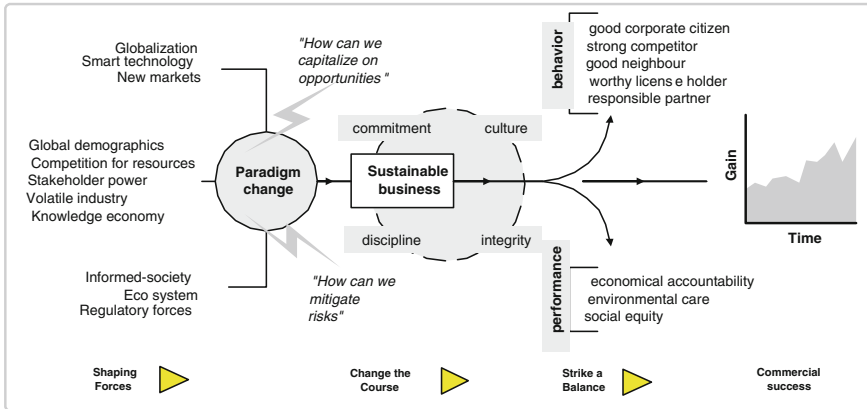 Globalization
Smart technology
New markets
"How can we
capitalize on
opportunities "
Global demographics
Competition for resources
Stakeholder power
Volatile industry
Knowledge economy
Paradigm
change
Informed-society
Eco system
Regulatory forces
"How can we
mitigate
risks"
commitment
culture
Sustainable
business
discipline
integrity
behavior
good corporate citizen
strong competitor
good neighbour
worthy licens e holder
responsible partner
performance
economical accountability
environmental care
social equity
Gain
Time
Shaping
Forces
Change the
Course
Strike a
Balance
Commercial
success